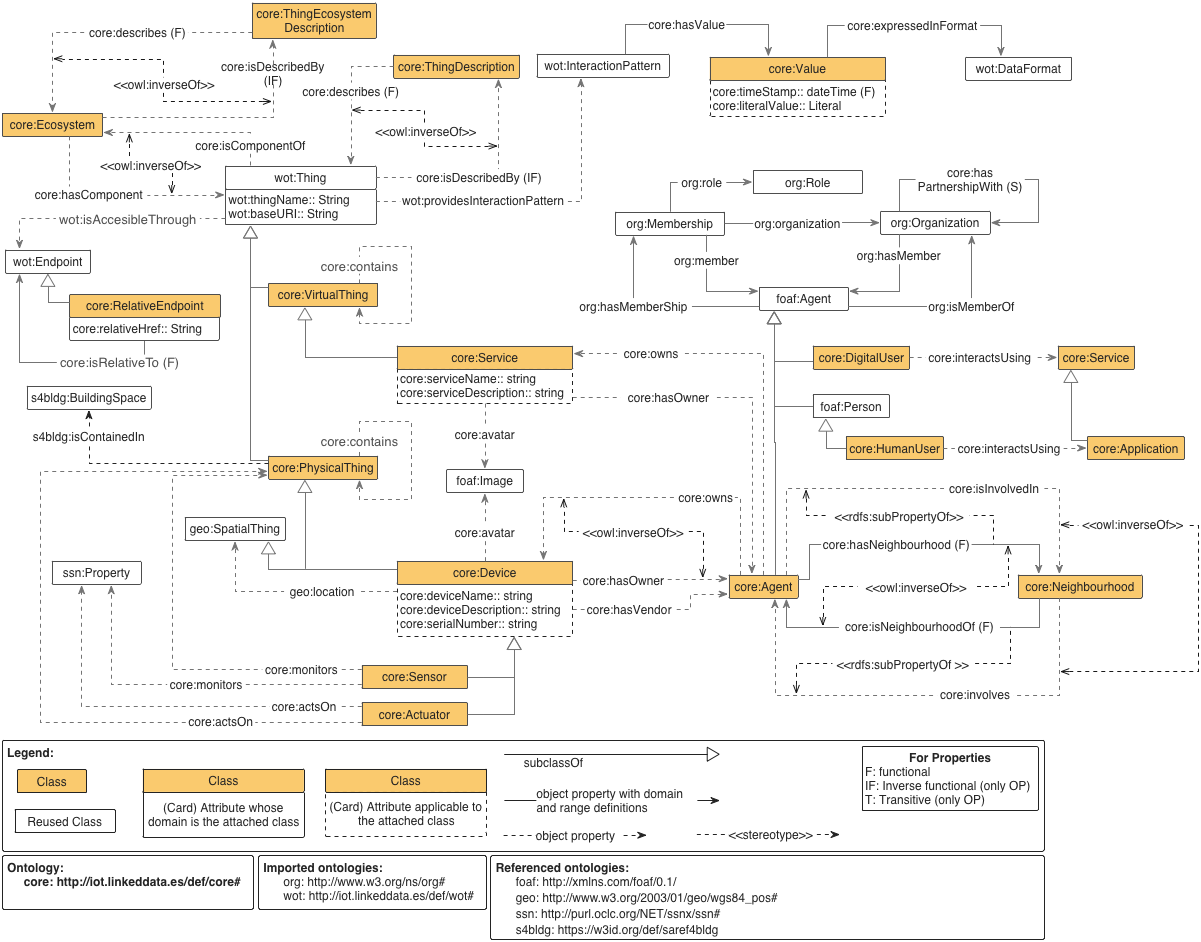 core:ThingEcosystem
Description
core:describes (F)
core:isDescribedBy
(IF)
<<owl:inverseOf>>
core:Ecosystem
core:ThingDescription
core:describes (F)
<<owl:inverseOf>>
core:isDescribedBy (IF)
core:isComponentOf
<<owl:inverseOf>>
core:hasComponent
wot:Thing
wot:thingName:: String
wot:baseURI:: String
wot:providesInteractionPattern
wot:isAccesibleThrough
wot:InteractionPattern
core:hasValue
core:Value
core:timeStamp:: dateTime (F)
core:literalValue:: Literal
core:expressedInFormat
wot:DataFormat
wot:Endpoint
core:RelativeEndpoint
core:relativeHref:: String
core:isRelativeTo (F)
core:contains
core:VirtualThing
org:role
org:Role
core:has
PartnershipWith (S)
org:Membership
org:organization
org:Organization
org:member
org:hasMember
org:hasMemberShip
foaf:Agent
org:isMemberOf
core:Service
core:serviceName:: string
core:serviceDescription:: string
core:owns
core:hasOwner
core:DigitalUser
core:interactsUsing
core:Service
foaf:Person
core:HumanUser
core:interactsUsing
core:Application
s4bldg:BuildingSpace
s4bldg:isContainedIn
core:contains
core:PhysicalThing
core:avatar
foaf:Image
core:avatar
geo:SpatialThing
ssn:Property
geo:location
core:Device
core:deviceName:: string
core:deviceDescription:: string
core:serialNumber:: string
core:owns
<<owl:inverseOf>>
core:hasOwner
core:hasVendor
core:Agent
core:isInvolvedIn
<<rdfs:subPropertyOf>>
<<owl:inverseOf>>
core:hasNeighbourhood (F)
<<owl:inverseOf>>
core:Neighbourhood
core:isNeighbourhoodOf (F)
<<rdfs:subPropertyOf >>
core:involves
core:monitors
core:monitors
core:Sensor
core:actsOn
core:actsOn
core:Actuator
Legend:
Class
Reused Class
Class
(Card) Attribute whose
domain is the attached class
Class
(Card) Attribute applicable to
the attached class
subclassOf
object property with domain
and range definitions
object property
<<stereotype>>
For Properties
F: functional
IF: Inverse functional (only OP)
T: Transitive (only OP)
Ontology:
core: http://iot.linkeddata.es/def/core#
Imported ontologies:
org: http://www.w3.org/ns/org#
wot: http://iot.linkeddata.es/def/wot#
Referenced ontologies:
foaf: http://xmlns.com/foaf/0.1/
geo: http://www.w3.org/2003/01/geo/wgs84_pos#
ssn: http://purl.oclc.org/NET/ssnx/ssn#
s4bldg: https://w3id.org/def/saref4bldg